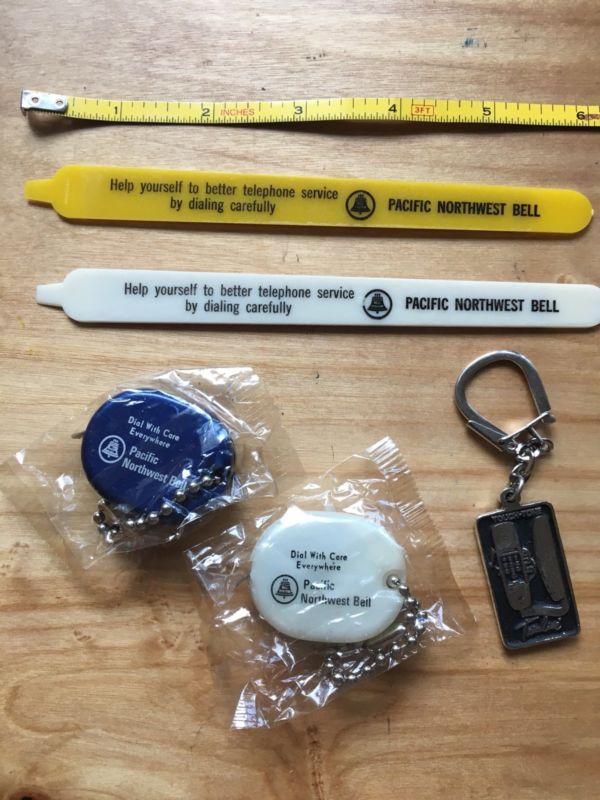 1 2 INCHES 3 4 3FT 5 6
Help yourself to better telephone service
by dialing carefully
PACIFIC NORTHWEST BELL
Help yourself to better telephone service
by dialing carefully
PACIFIC NORTHWEST BELL
Dial With Care
Everywhere
Pacific
Northwest Bell
Dial With Care
Everywhere
Pacific
Northwest Bell